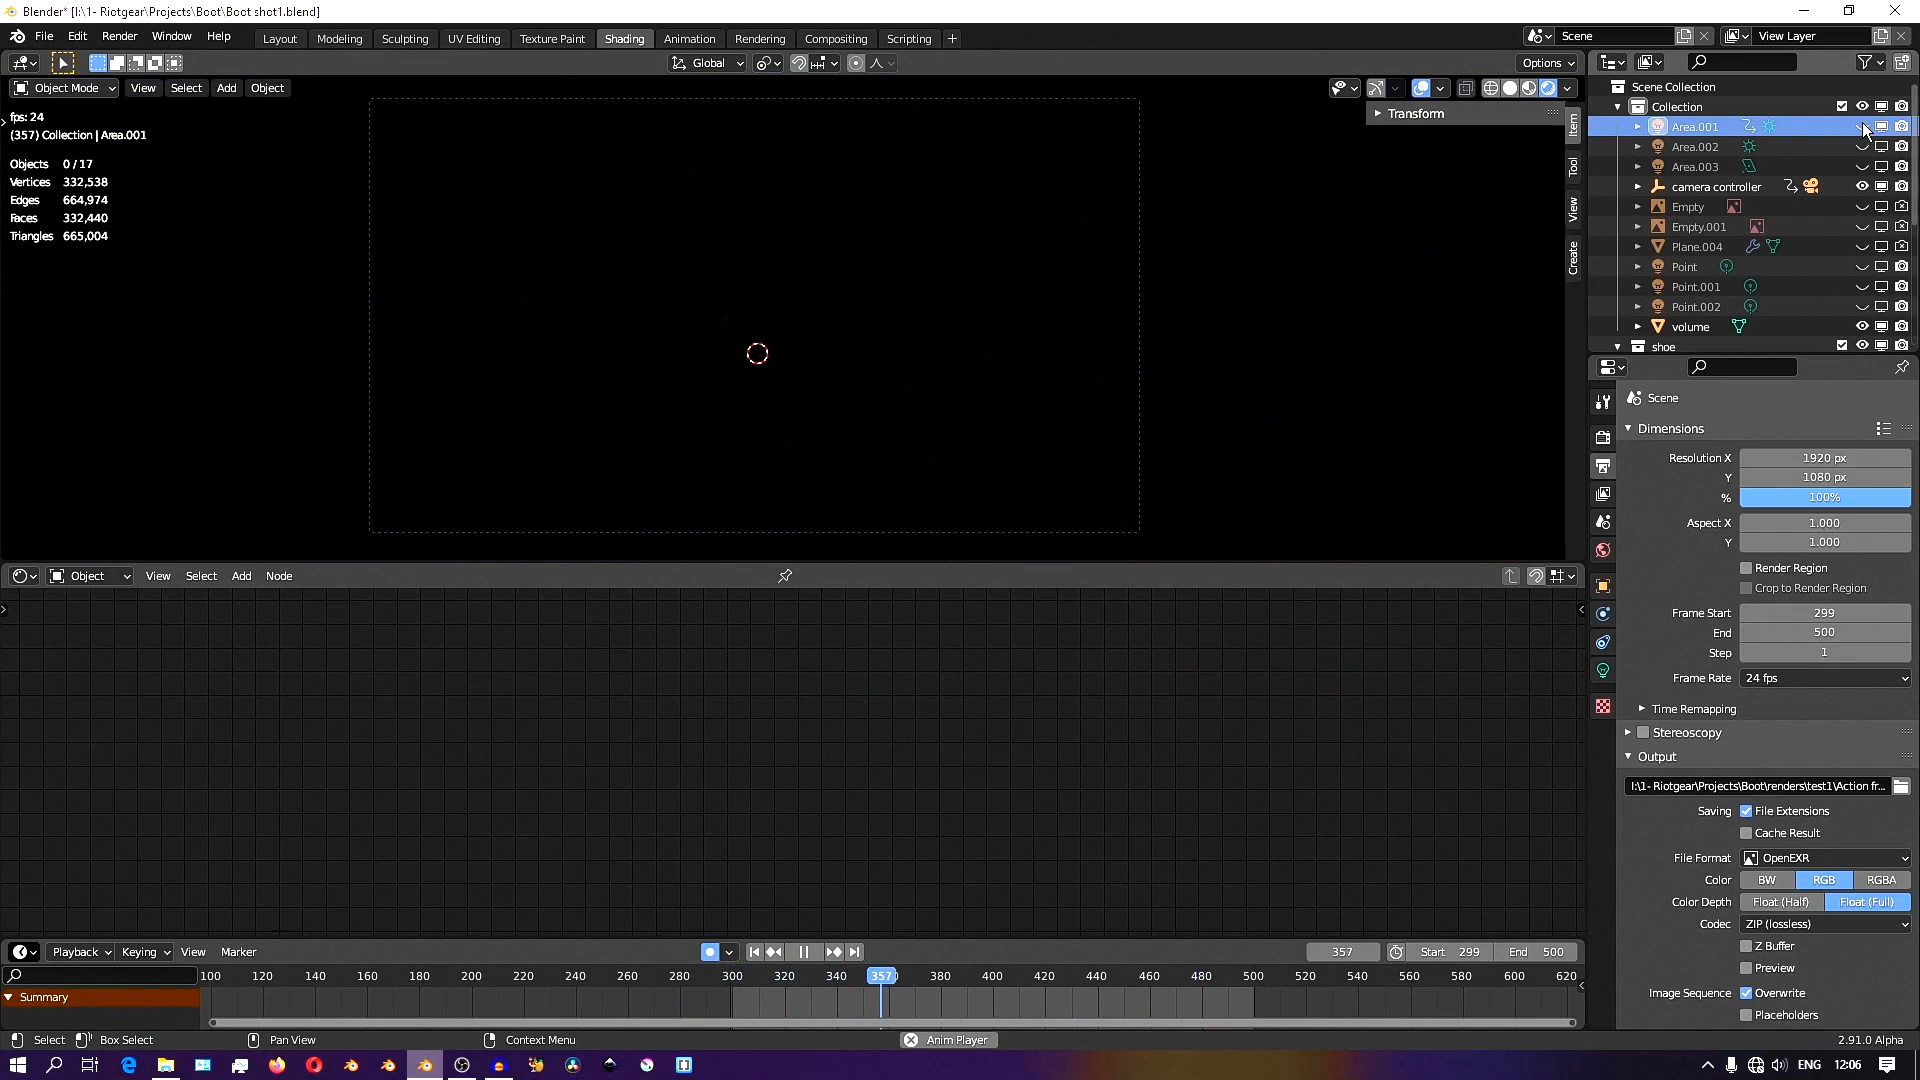 Blender* [I:\1- Riotgear\Projects\Boot\Boot shot1.blend]
File Edit Render Window Help
Layout Modeling Sculpting UV Editing Texture Paint Shading Animation Rendering Compositing Scripting +
Scene
View Layer
Global
Options
Object Mode View Select Add Object
fps: 24
(357) Collection | Area.001
Objects 0 / 17
Vertices 332,538
Edges 664,974
Faces 332,440
Triangles 665,004
Transform
Item
Tool
View
Create
Scene Collection
Collection
Area.001
Area.002
Area.003
camera controller
Empty
Empty.001
Plane.004
Point
Point.001
Point.002
volume
shoe
Scene
Dimensions
Resolution X 1920 px
Y 1080 px
% 100%
Aspect X 1.000
Y 1.000
Render Region
Crop to Render Region
Frame Start 299
End 500
Step 1
Frame Rate 24 fps
Time Remapping
Stereoscopy
Output
I:\1- Riotgear\Projects\Boot\renders\test1\Action fr...
Saving File Extensions
Cache Result
File Format OpenEXR
Color BW RGB RGBA
Color Depth Float (Half) Float (Full)
Codec ZIP (lossless)
Z Buffer
Preview
Image Sequence Overwrite
Placeholders
Object View Select Add Node
Playback Keying View Marker
357 Start 299 End 500
100 120 140 160 180 200 220 240 260 280 300 320 340 357 380 400 420 440 460 480 500 520 540 560 580 600 620
Summary
Select Box Select Pan View Context Menu Anim Player 2.91.0 Alpha
ENG 12:06